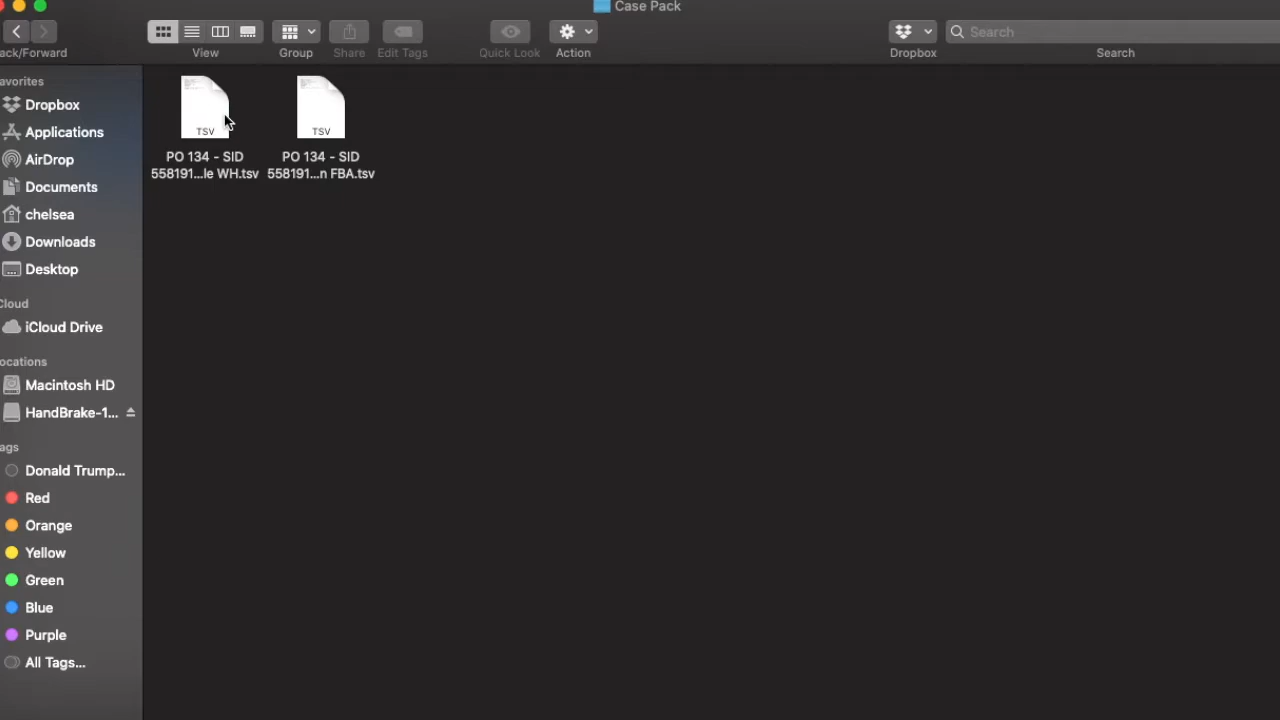 Case Pack
ack/Forward
View
Group
Share
Edit Tags
Quick Look
Action
Dropbox
Search
Search
avorites
Dropbox
Applications
AirDrop
Documents
chelsea
Downloads
Desktop
Cloud
iCloud Drive
ocations
Macintosh HD
HandBrake-1...
ags
Donald Trump...
Red
Orange
Yellow
Green
Blue
Purple
All Tags...
TSV
PO 134 - SID
558191...le WH.tsv
TSV
PO 134 - SID
558191...n FBA.tsv